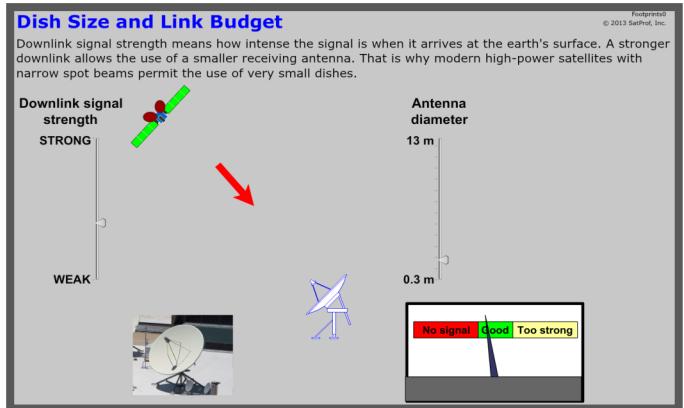 Dish Size and Link Budget
Footprints0
© 2013 SatProf, Inc.
Downlink signal strength means how intense the signal is when it arrives at the earth's surface. A stronger
downlink allows the use of a smaller receiving antenna. That is why modern high-power satellites with
narrow spot beams permit the use of very small dishes.
Downlink signal
strength
STRONG
WEAK
Antenna
diameter
13 m
0.3 m
No signal Good Too strong